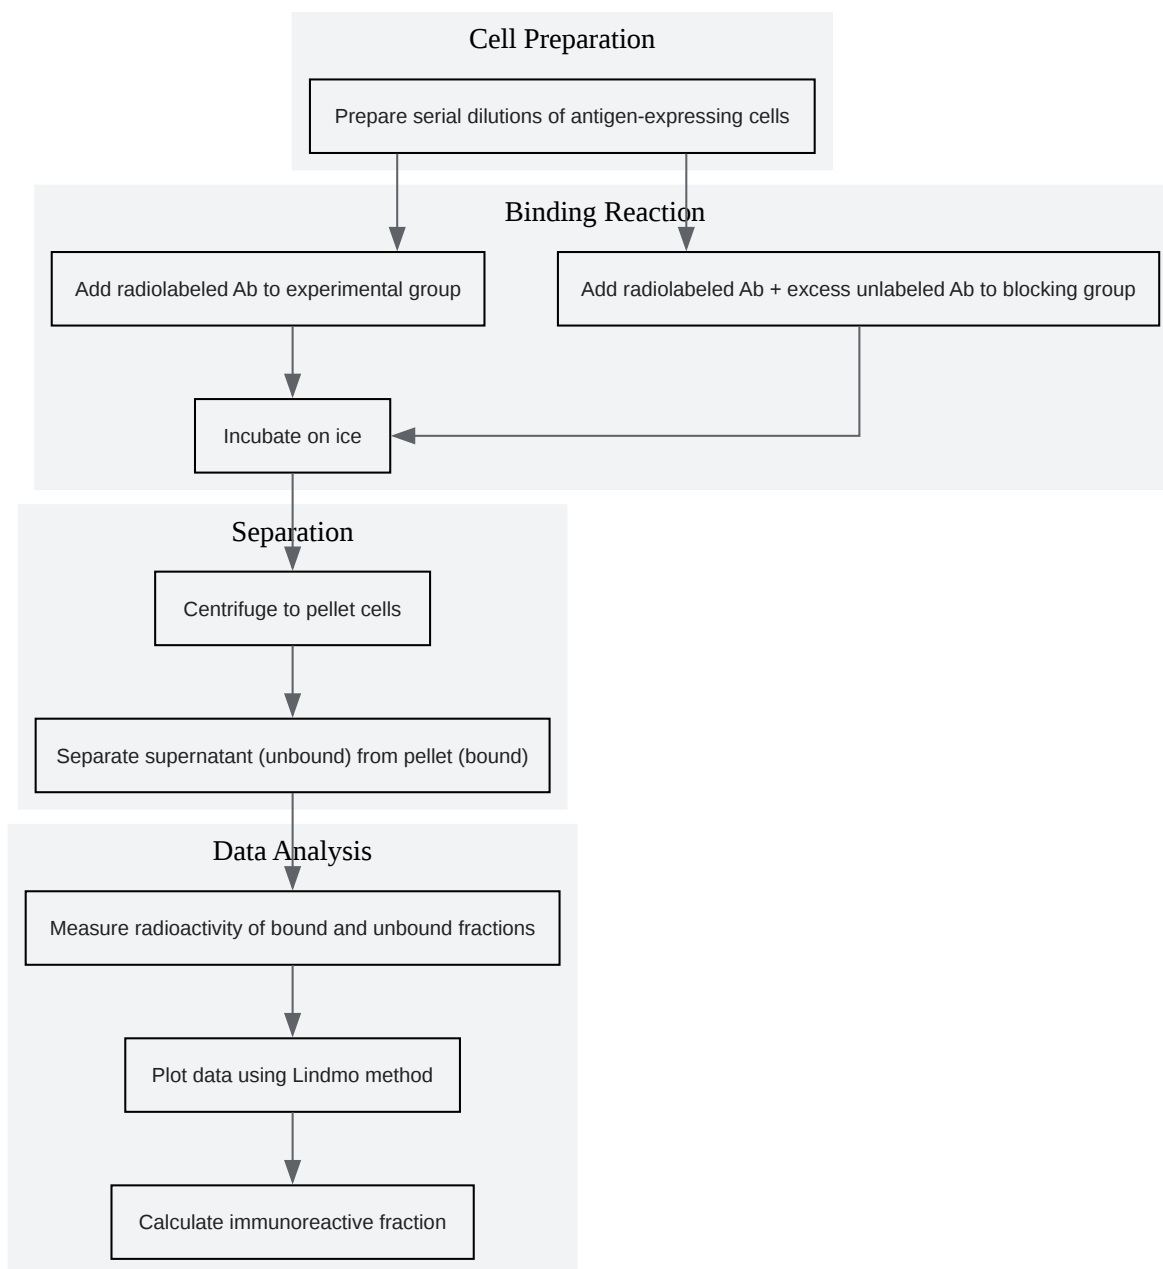 Cell Preparation
Prepare serial dilutions of antigen-expressing cells
Binding Reaction
Add radiolabeled Ab to experimental group
Add radiolabeled Ab + excess unlabeled Ab to blocking group
Incubate on ice
Separation
Centrifuge to pellet cells
Separate supernatant (unbound) from pellet (bound)
Data Analysis
Measure radioactivity of bound and unbound fractions
Plot data using Lindmo method
Calculate immunoreactive fraction